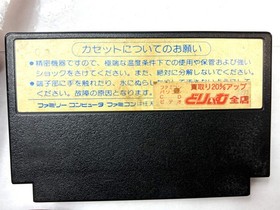 カセットについてのお願い
●精密機器ですので、極端な温度条件下での使用や保管および強い
ショックをさけてください。また、絶対に分解しないでください。
●端子部に手を触れたり、水にぬらし
ください。故障の原因となります。
ファミリーコンピュータ ファミコン
買取り20%アップ
どりいむ全店